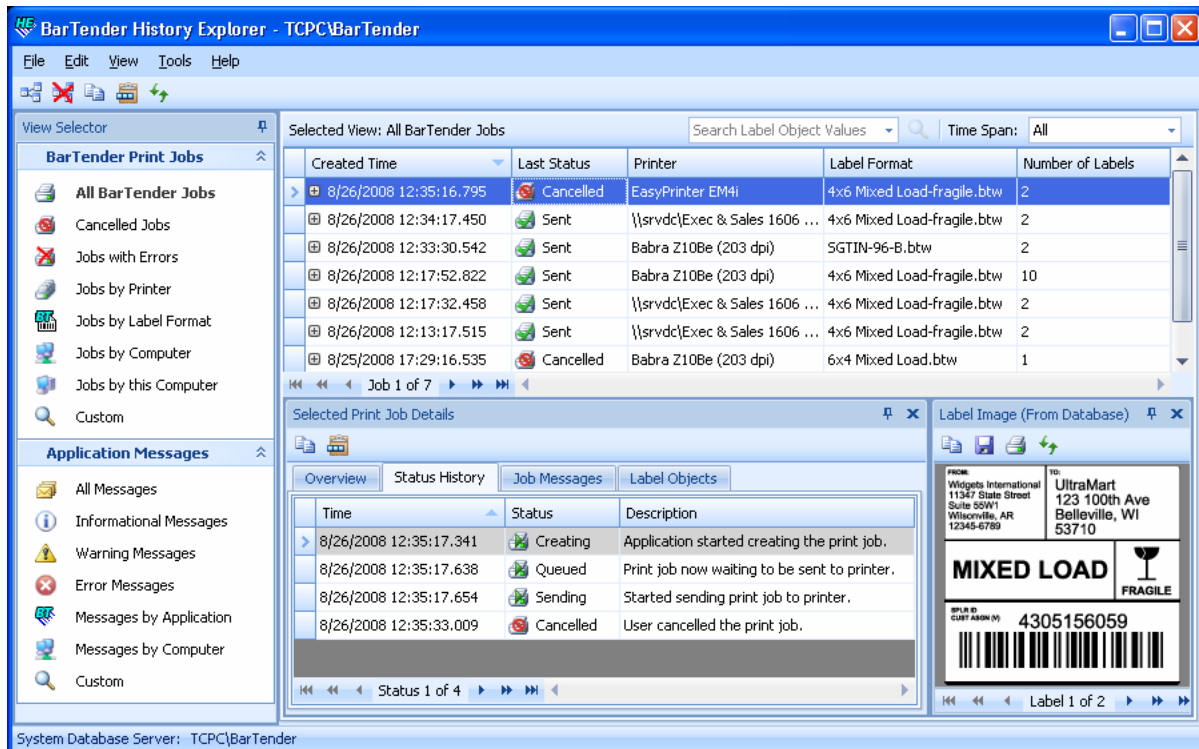 BarTender History Explorer - TCPC\BarTender
File Edit View Tools Help
View Selector
BarTender Print Jobs
All BarTender Jobs
Cancelled Jobs
Jobs with Errors
Jobs by Printer
Jobs by Label Format
Jobs by Computer
Jobs by this Computer
Custom
Application Messages
All Messages
Informational Messages
Warning Messages
Error Messages
Messages by Application
Messages by Computer
Custom
Selected View: All BarTender Jobs Search Label Object Values Time Span: All
Created Time Last Status Printer Label Format Number of Labels
8/26/2008 12:35:16.795 Cancelled EasyPrinter EM4i 4x6 Mixed Load-fragile.btw 2
8/26/2008 12:34:17.450 Sent \\srvdc\Exec & Sales 1606 ... 4x6 Mixed Load-fragile.btw 2
8/26/2008 12:33:30.542 Sent Babra Z10Be (203 dpi) SGTIN-96-B.btw 2
8/26/2008 12:17:52.822 Sent Babra Z10Be (203 dpi) 4x6 Mixed Load-fragile.btw 10
8/26/2008 12:17:32.458 Sent \\srvdc\Exec & Sales 1606 ... 4x6 Mixed Load-fragile.btw 2
8/26/2008 12:13:17.515 Sent \\srvdc\Exec & Sales 1606 ... 4x6 Mixed Load-fragile.btw 2
8/25/2008 17:29:16.535 Cancelled Babra Z10Be (203 dpi) 6x4 Mixed Load.btw 1
Job 1 of 7
Selected Print Job Details
Overview Status History Job Messages Label Objects
Time Status Description
8/26/2008 12:35:17.341 Creating Application started creating the print job.
8/26/2008 12:35:17.638 Queued Print job now waiting to be sent to printer.
8/26/2008 12:35:17.654 Sending Started sending print job to printer.
8/26/2008 12:35:33.009 Cancelled User cancelled the print job.
Status 1 of 4
Label Image (From Database)
FROM:
Widgets International
11347 State Street
Suite 55W1
Wilsonville, AR
12345-6789
TO:
UltraMart
123 100th Ave
Belleville, WI
53710
MIXED LOAD
FRAGILE
SPLR ID
CUST ASGN (V)
4305156059
Label 1 of 2
System Database Server: TCPC\BarTender